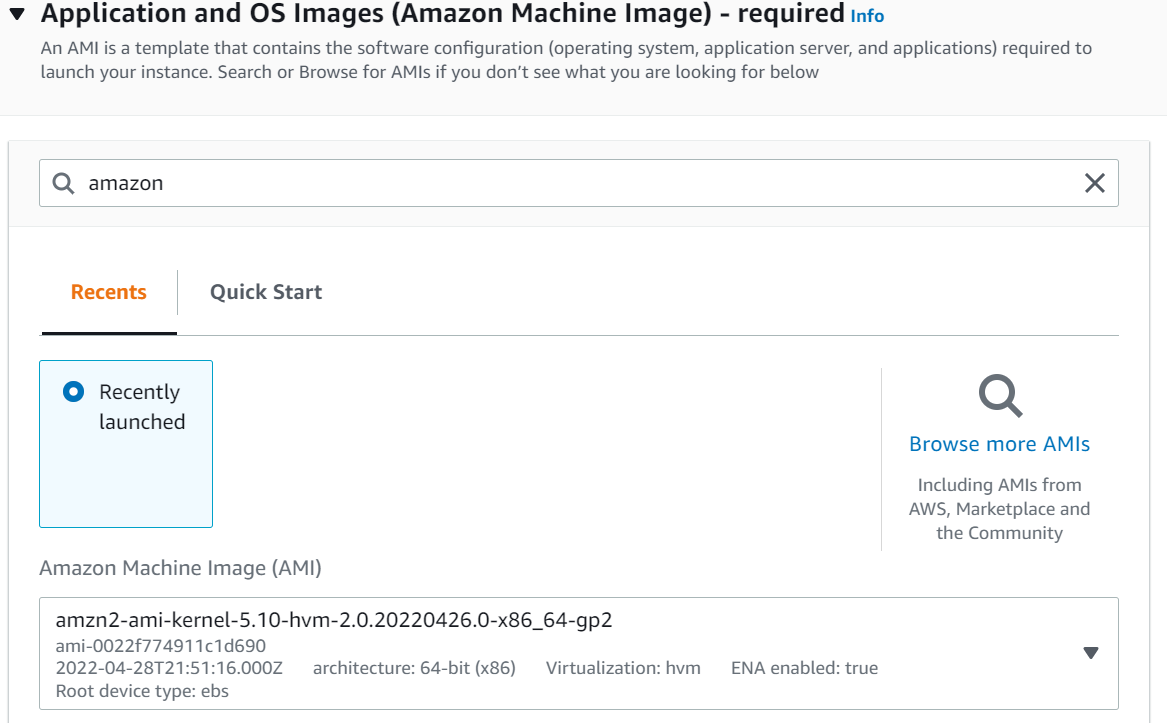 Application and OS Images (Amazon Machine Image) - required Info
An AMI is a template that contains the software configuration (operating system, application server, and applications) required to
launch your instance. Search or Browse for AMIs if you don’t see what you are looking for below
amazon
Recents
Quick Start
Recently
launched
Browse more AMIs
Including AMIs from
AWS, Marketplace and
the Community
Amazon Machine Image (AMI)
amzn2-ami-kernel-5.10-hvm-2.0.20220426.0-x86_64-gp2
ami-0022f774911c1d690
2022-04-28T21:51:16.000Z architecture: 64-bit (x86) Virtualization: hvm ENA enabled: true
Root device type: ebs